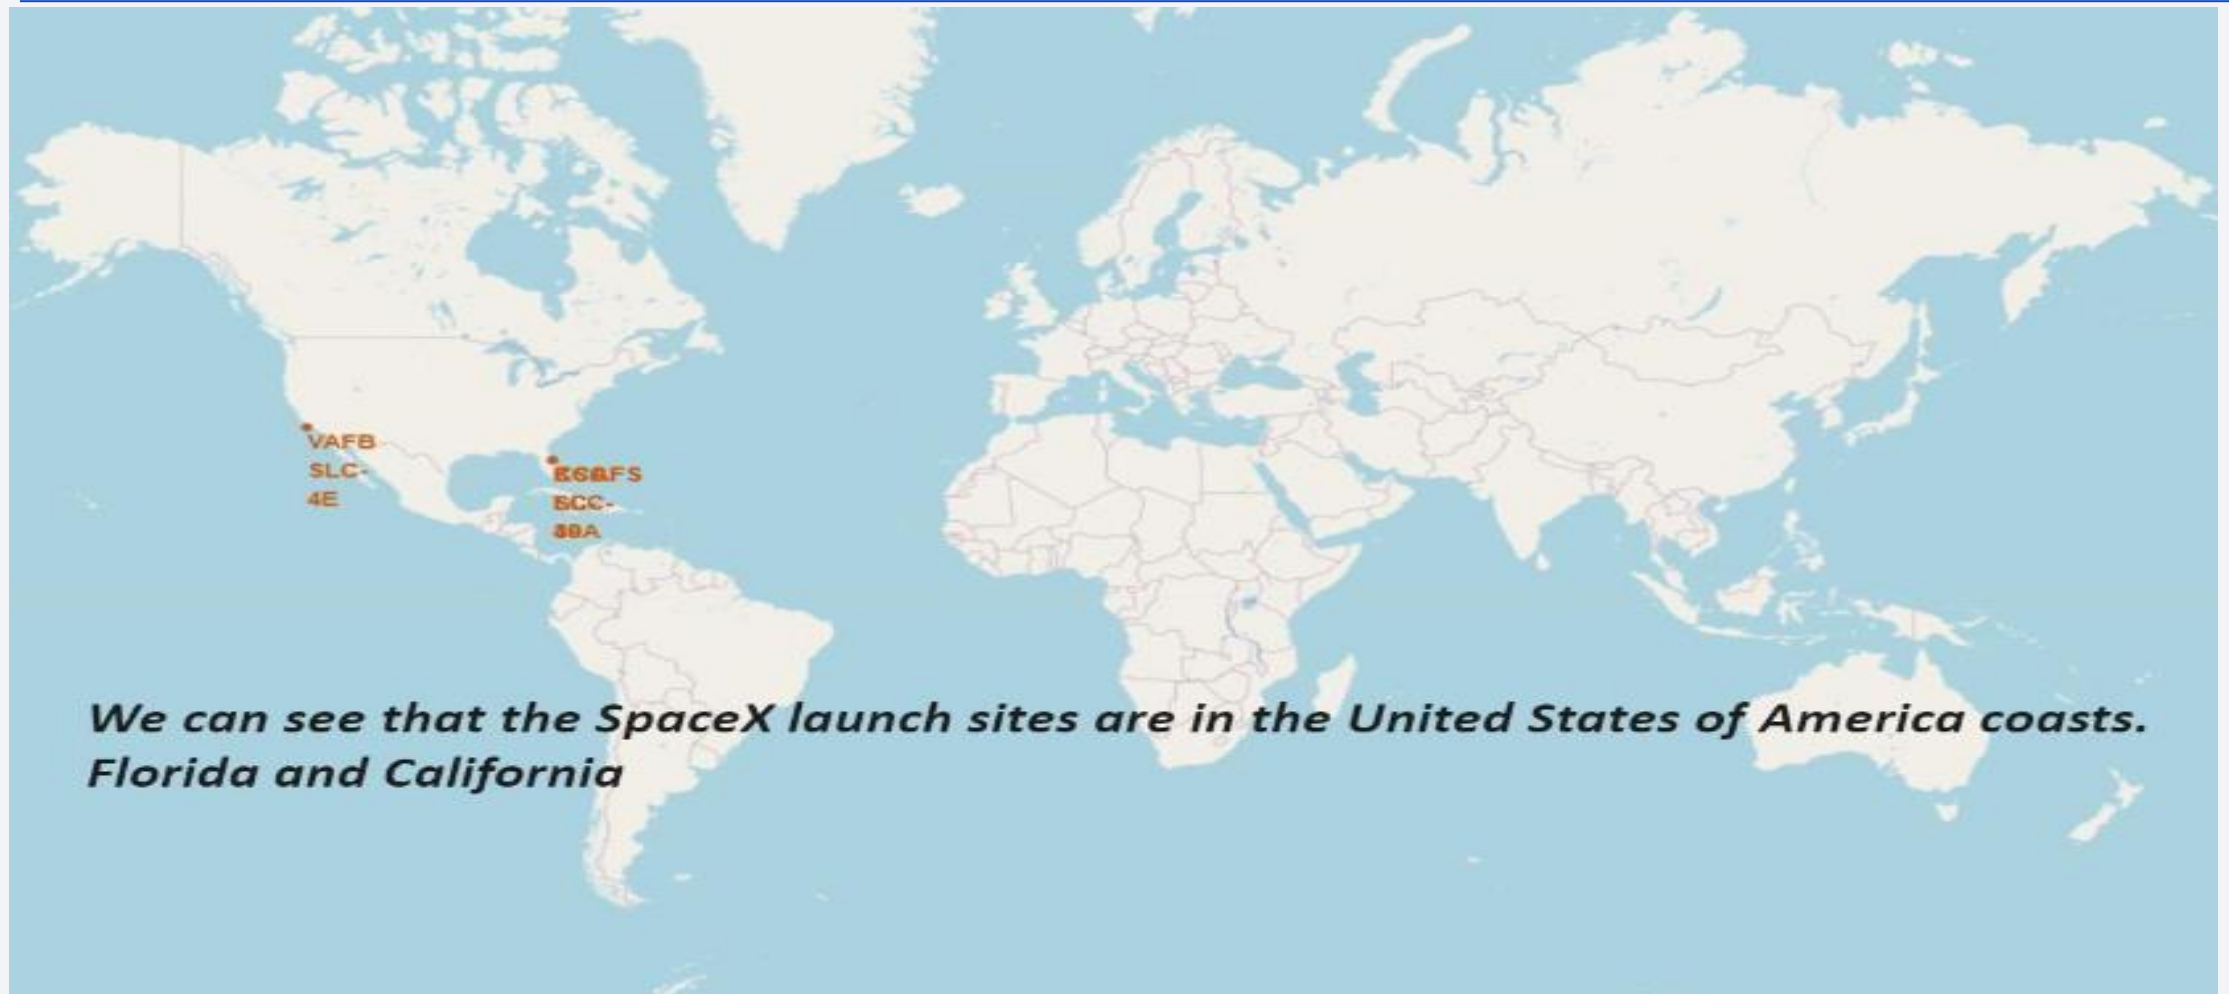 VAFB
SLC-
4E
We can see that the SpaceX launch sites are in the United States of America coasts.
Florida and California